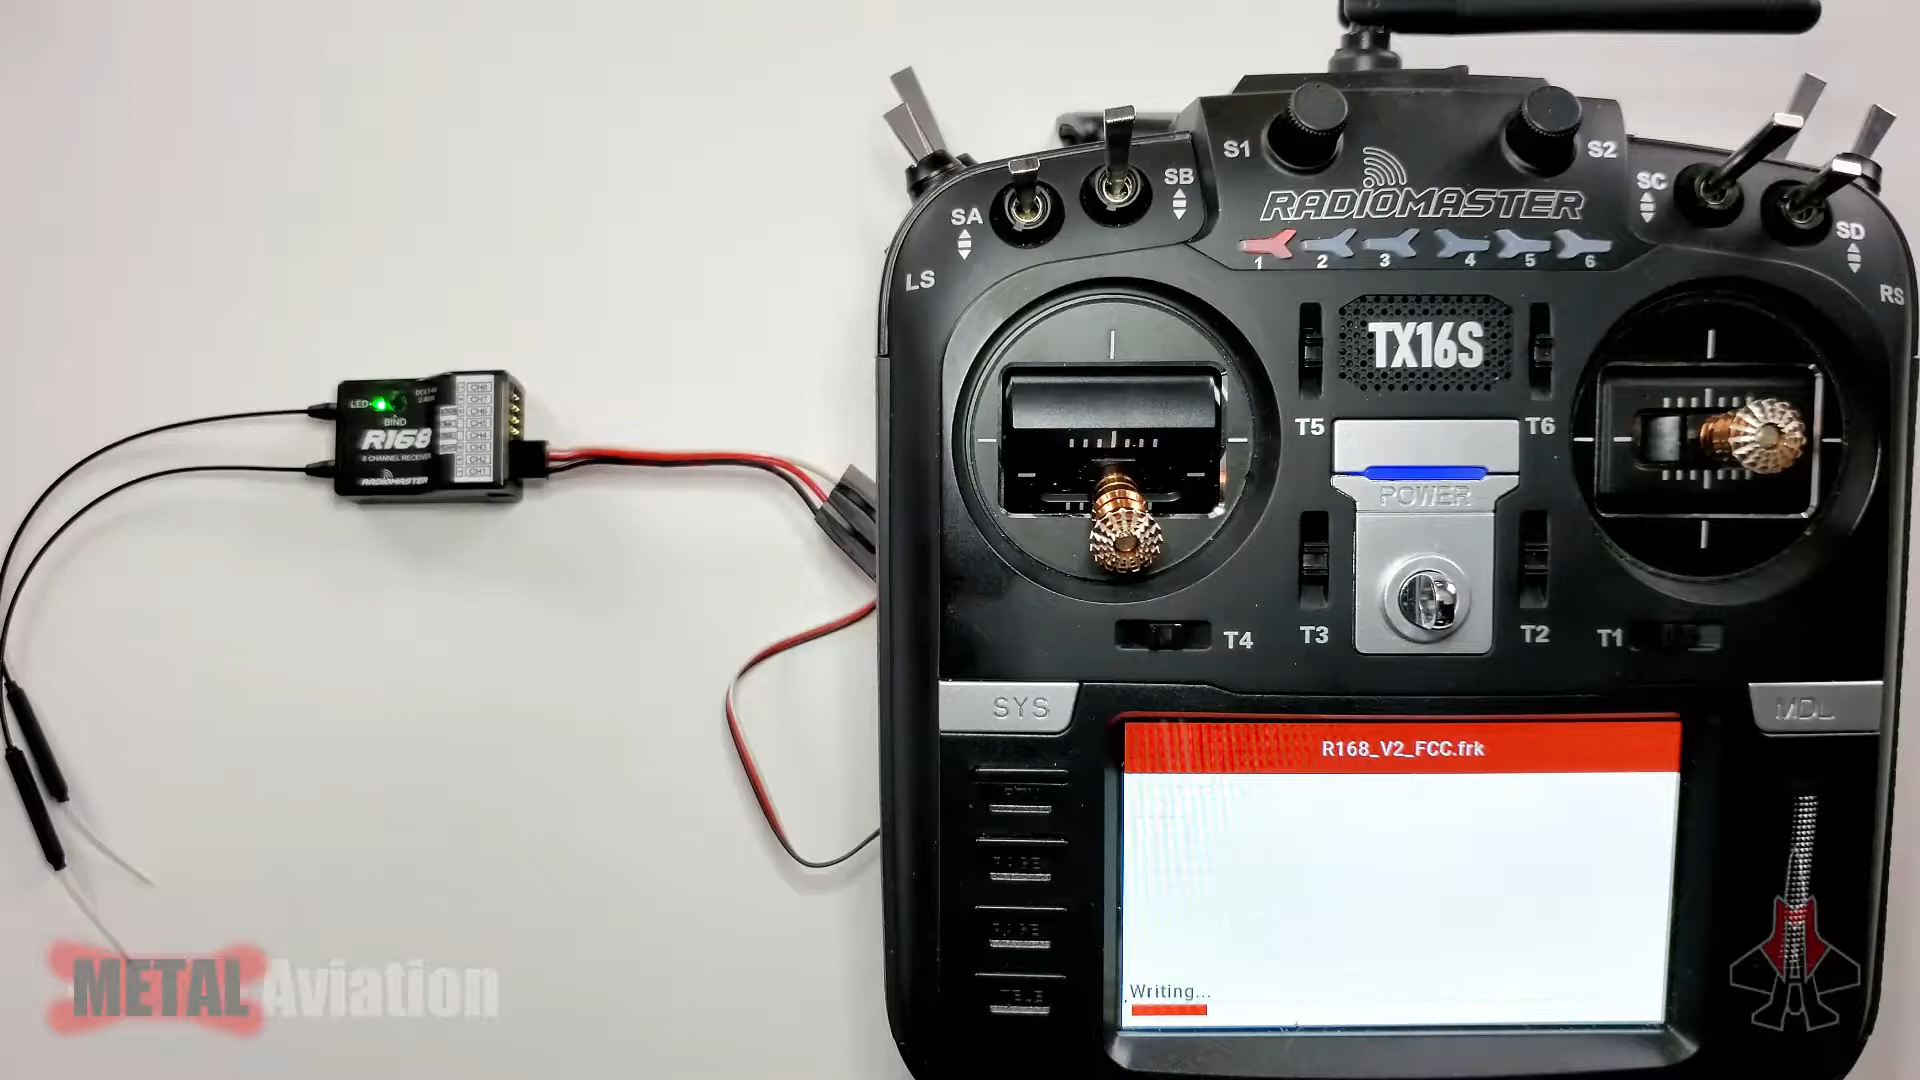 S1
S2
SB
SC
SA
SD
RADIOMASTER
1 2 3 4 5 6
LS
RS
TX16S
LED
BIND
R168
8 CHANNEL RECEIVER
RADIOMASTER
CH8
CH7
CH6
CH5
CH4
CH3
CH2
CH1
T5
T6
POWER
T4
T3
T2
T1
SYS
MDL
R168_V2_FCC.frk
TELE
Writing...
METAL Aviation